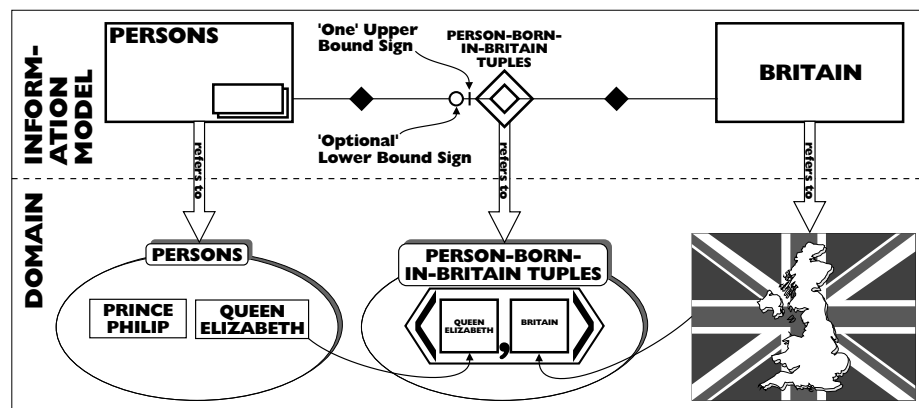 INFORM-
ATION
MODEL
PERSONS
'One' Upper
Bound Sign
PERSON-BORN-
IN-BRITAIN
TUPLES
BRITAIN
'Optional'
Lower Bound Sign
refers to
refers to
refers to
DOMAIN
PERSONS
PRINCE
PHILIP
QUEEN
ELIZABETH
PERSON-BORN-
IN-BRITAIN TUPLES
QUEEN
ELIZABETH
,
BRITAIN